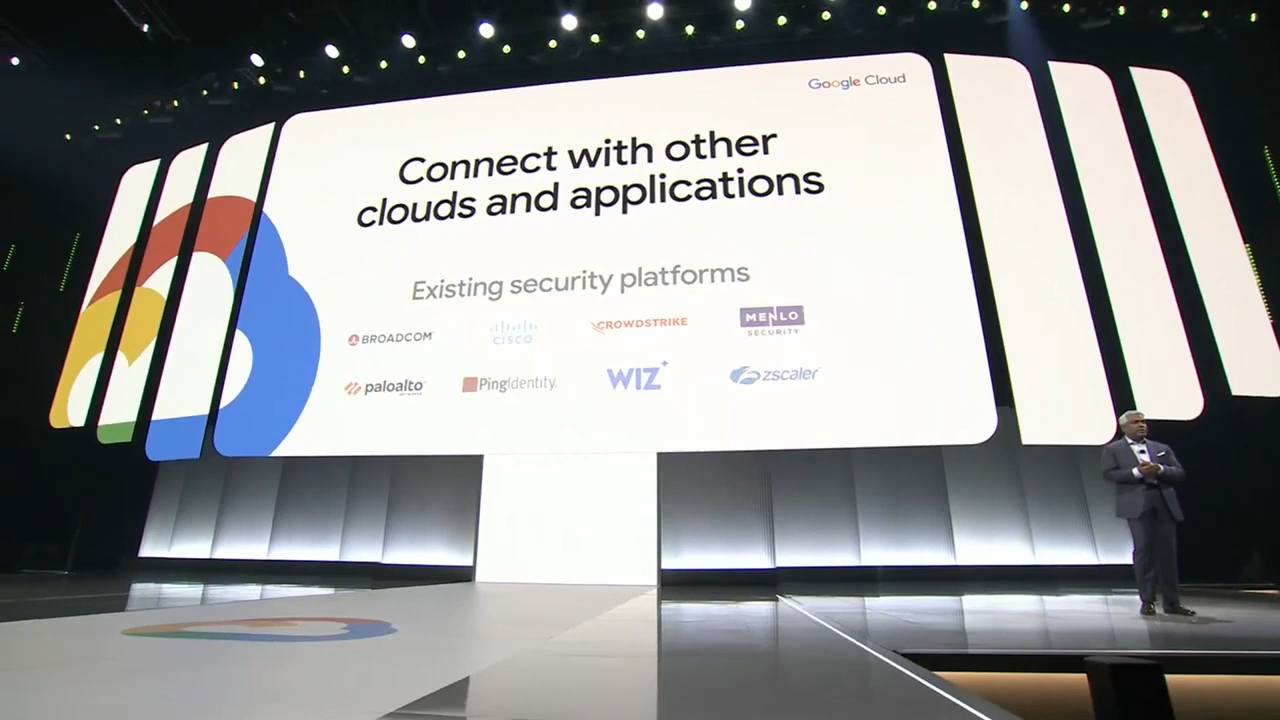 Google Cloud
Connect with other
clouds and applications
Existing security platforms
BROADCOM
CISCO
CROWDSTRIKE
MENLO
SECURITY
paloalto
NETWORKS
PingIdentity.
WIZ
zscaler